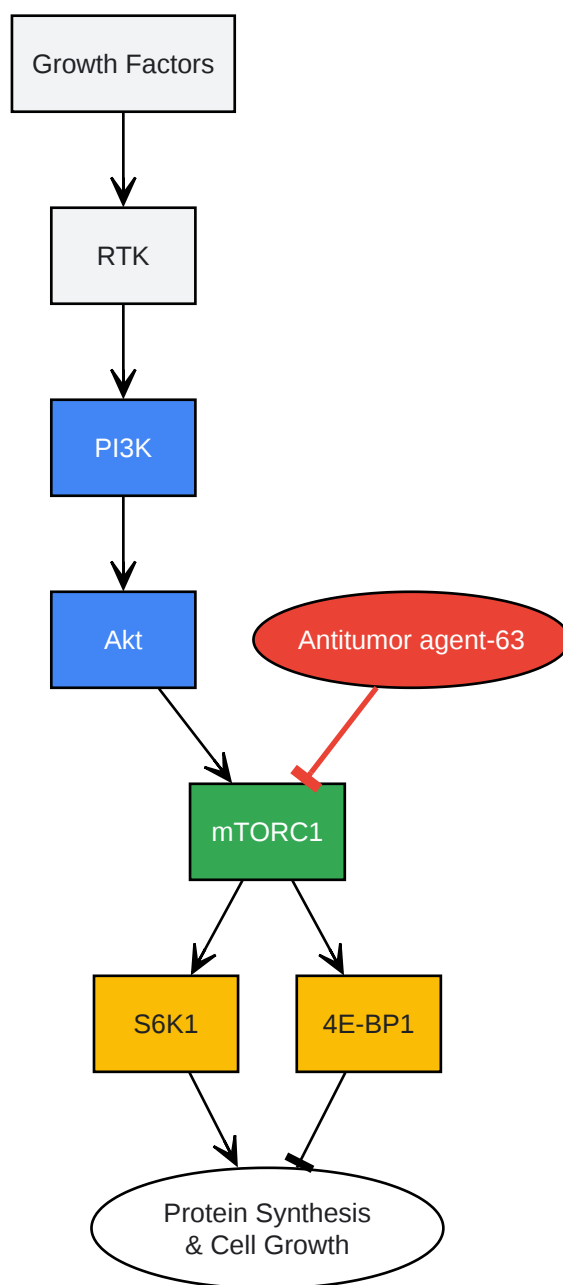 Growth Factors
RTK
PI3K
Akt
Antitumor agent-63
mTORC1
S6K1
4E-BP1
Protein Synthesis
& Cell Growth